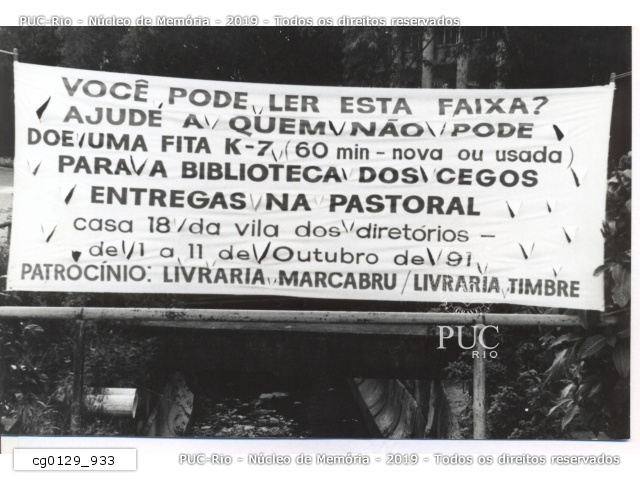 PUC-Rio - Núcleo de Memória - 2019 - Todos os direitos reservados
VOCÊ PODE LER ESTA FAIXA?
AJUDE A QUEM NÃO PODE
DOE UMA FITA K-7 (60 min - nova ou usada)
PARA A BIBLIOTECA DOS CEGOS
ENTREGAS NA PASTORAL
casa 18 da vila dos diretórios -
de 1 a 11 de Outubro de 91
PATROCÍNIO: LIVRARIA MARCABRU / LIVRARIA TIMBRE
PUC
RIO
cg0129_933
PUC-Rio - Núcleo de Memória - 2019 - Todos os direitos reservados